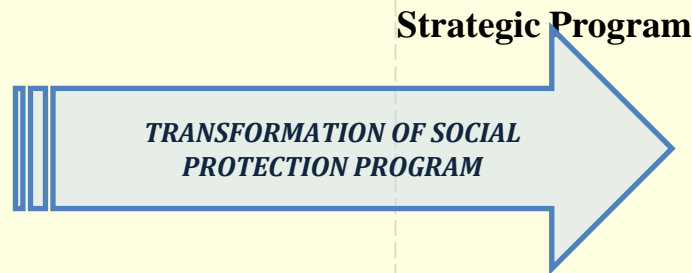 Strategic Program
TRANSFORMATION OF SOCIAL
PROTECTION PROGRAM